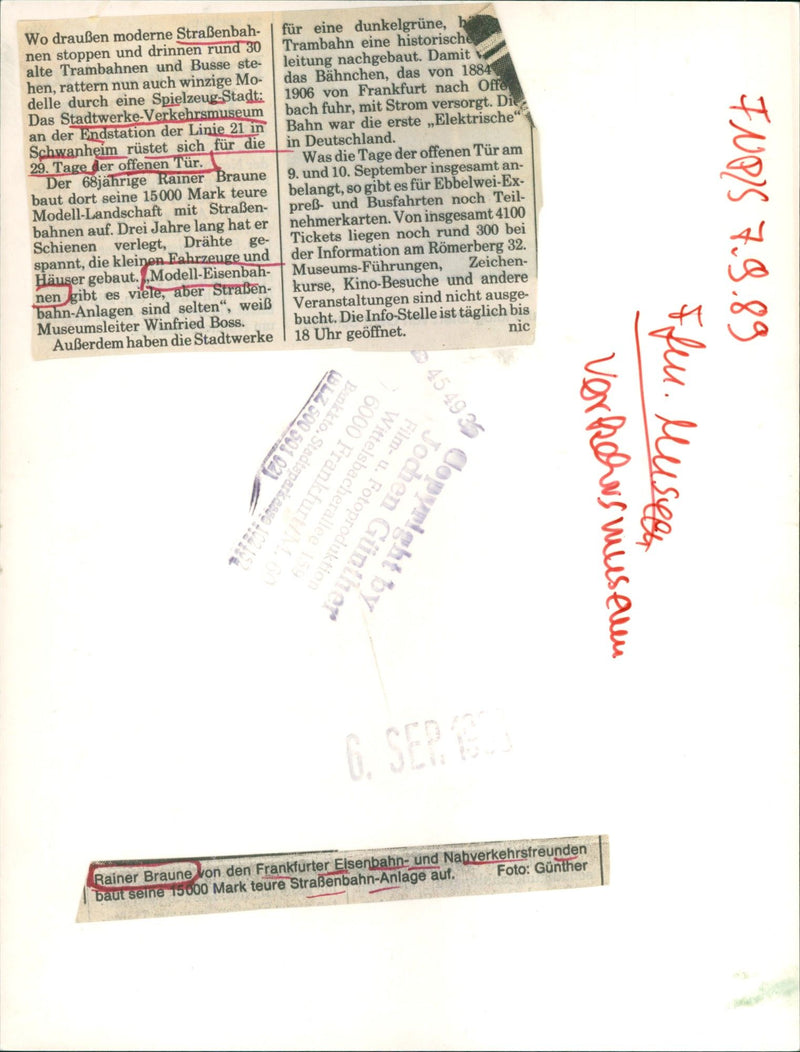 Wo draußen moderne Straßenbah-
nen stoppen und drinnen rund 30
alte Trambahnen und Busse ste-
hen, rattern nun auch winzige Mo-
delle durch eine Spielzeug-Stadt:
Das Stadtwerke-Verkehrsmuseum
an der Endstation der Linie 21 in
Schwanheim rüstet sich für die
29. Tage der offenen Tür.
Der 68jährige Rainer Braune
baut dort seine 15000 Mark teure
Modell-Landschaft mit Straßen-
bahnen auf. Drei Jahre lang hat er
Schienen verlegt, Drähte ge-
spannt, die kleinen Fahrzeuge und
Häuser gebaut. „Modell-Eisenbah-
nen gibt es viele, aber Straßen-
bahn-Anlagen sind selten“, weiß
Museumsleiter Winfried Boss.
Außerdem haben die Stadtwerke
für eine dunkelgrüne,
Trambahn eine historische
leitung nachgebaut. Damit
das Bähnchen, das von 1884
1906 von Frankfurt nach Offe
bach fuhr, mit Strom versorgt. Die
Bahn war die erste „Elektrische“
in Deutschland.
Was die Tage der offenen Tür am
9. und 10. September insgesamt an-
belangt, so gibt es für Ebbelwei-Ex-
preß- und Busfahrten noch Teil-
nehmerkarten. Von insgesamt 4100
Tickets liegen noch rund 300 bei
der Information am Römerberg 32.
Museums-Führungen, Zeichen-
kurse, Kino-Besuche und andere
Veranstaltungen sind nicht ausge-
bucht. Die Info-Stelle ist täglich bis
18 Uhr geöffnet. nic
7.9.89
Ffm. Museen
Verkehrsmuseum
Copyright by
Jochen Günther
Film- u. Fotoproduktion
Wittelsbacherallee 159
6000 Frankfurt/M. 60
Bankkto. Stadtsparkasse
(BLZ 500 501 02)
6. SEP.
Rainer Braune von den Frankfurter Eisenbahn- und Nahverkehrsfreunden
baut seine 15000 Mark teure Straßenbahn-Anlage auf. Foto: Günther